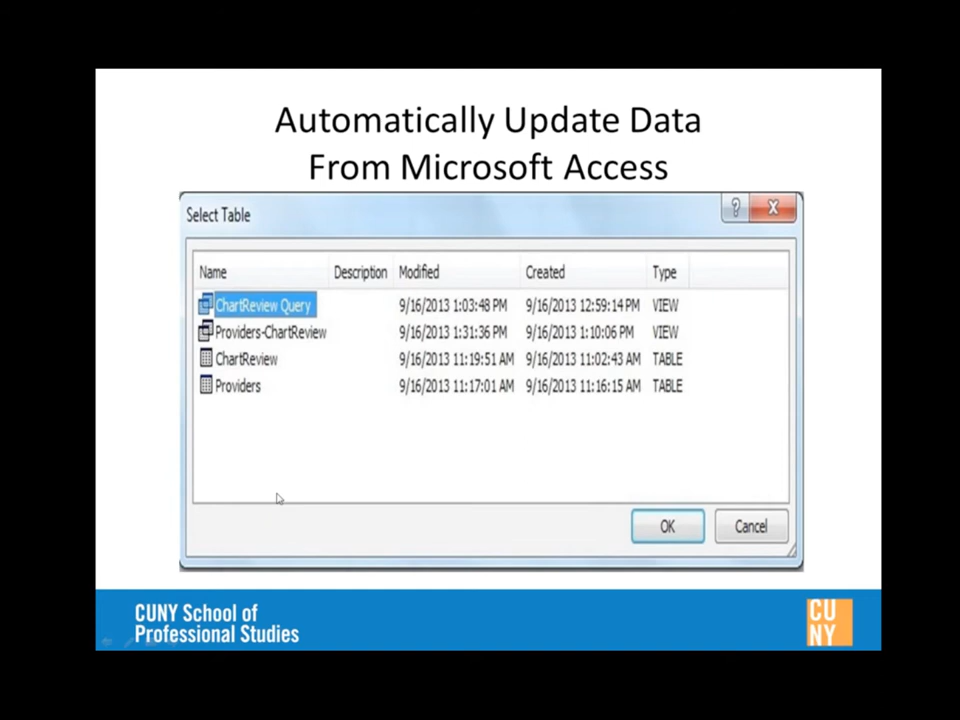 Automatically Update Data
From Microsoft Access
Select Table
?
Name Description Modified Created Type
ChartReview Query 9/16/2013 1:03:48 PM 9/16/2013 12:59:14 PM VIEW
Providers-ChartReview 9/16/2013 1:31:36 PM 9/16/2013 1:10:06 PM VIEW
ChartReview 9/16/2013 11:19:51 AM 9/16/2013 11:02:43 AM TABLE
Providers 9/16/2013 11:17:01 AM 9/16/2013 11:16:15 AM TABLE
OK Cancel
CUNY School of
Professional Studies
CU
NY